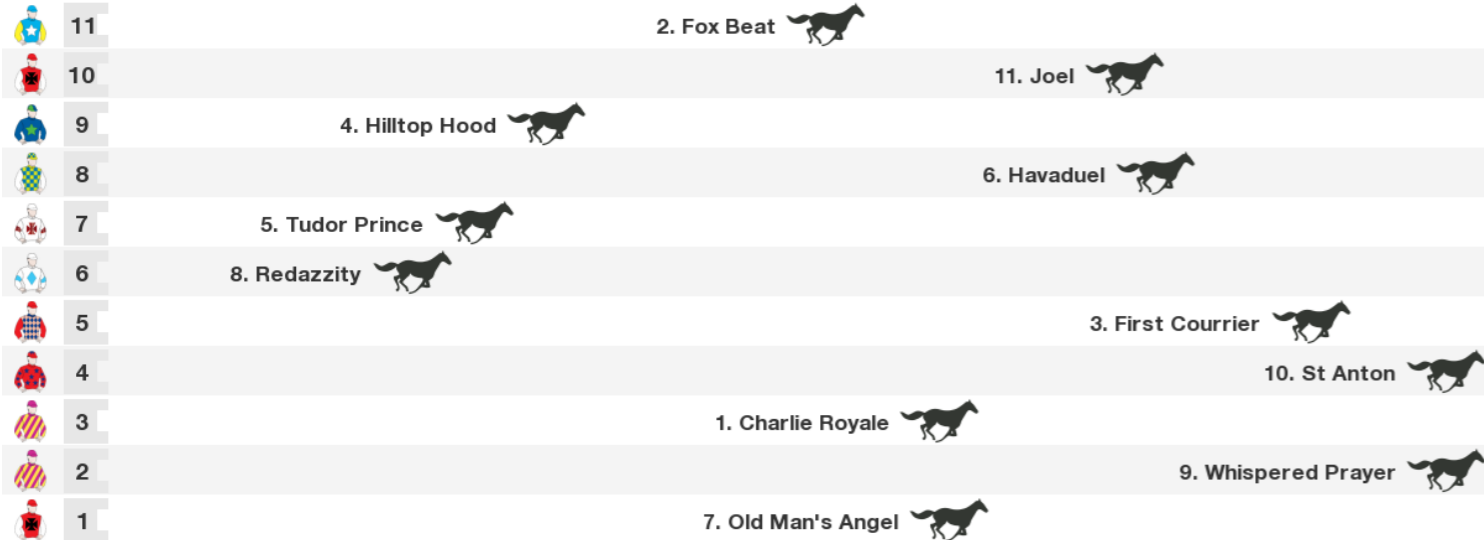 11 2. Fox Beat
10 11. Joel
9 4. Hilltop Hood
8 6. Havaduel
7 5. Tudor Prince
6 8. Redazzity
5 3. First Courrier
4 10. St Anton
3 1. Charlie Royale
2 9. Whispered Prayer
1 7. Old Man's Angel